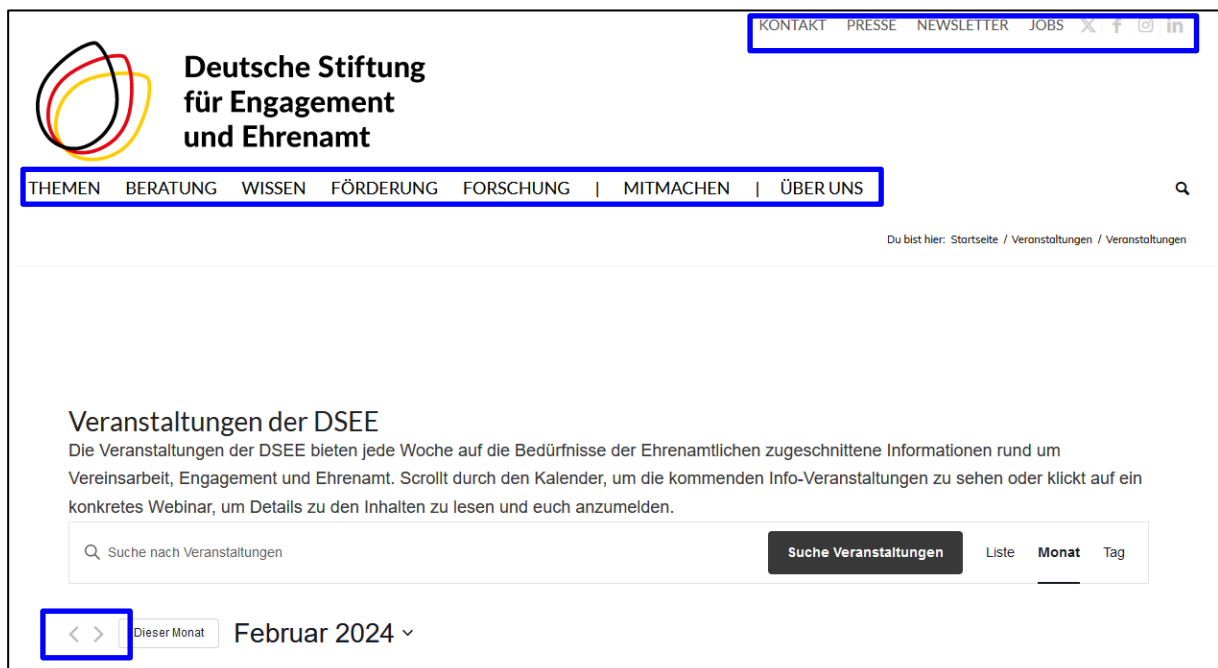 KONTAKT PRESSE NEWSLETTER JOBS
Deutsche Stiftung
für Engagement
und Ehrenamt
THEMEN BERATUNG WISSEN FÖRDERUNG FORSCHUNG | MITMACHEN | ÜBER UNS
Du bist hier: Startseite / Veranstaltungen / Veranstaltungen
Veranstaltungen der DSEE
Die Veranstaltungen der DSEE bieten jede Woche auf die Bedürfnisse der Ehrenamtlichen zugeschnittene Informationen rund um
Vereinsarbeit, Engagement und Ehrenamt. Scrollt durch den Kalender, um die kommenden Info-Veranstaltungen zu sehen oder klickt auf ein
konkretes Webinar, um Details zu den Inhalten zu lesen und euch anzumelden.
Suche nach Veranstaltungen Suche Veranstaltungen Liste Monat Tag
Dieser Monat Februar 2024